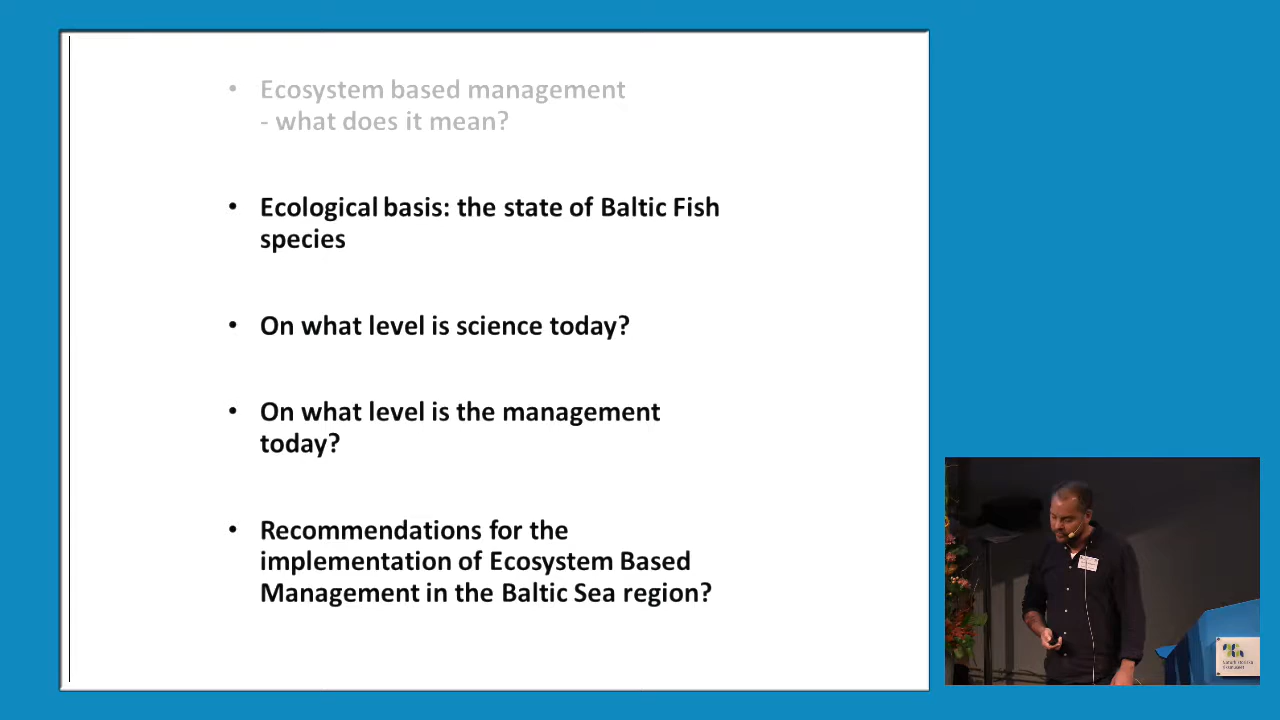 • Ecosystem based management
- what does it mean?
• Ecological basis: the state of Baltic Fish
species
• On what level is science today?
• On what level is the management
today?
• Recommendations for the
implementation of Ecosystem Based
Management in the Baltic Sea region?